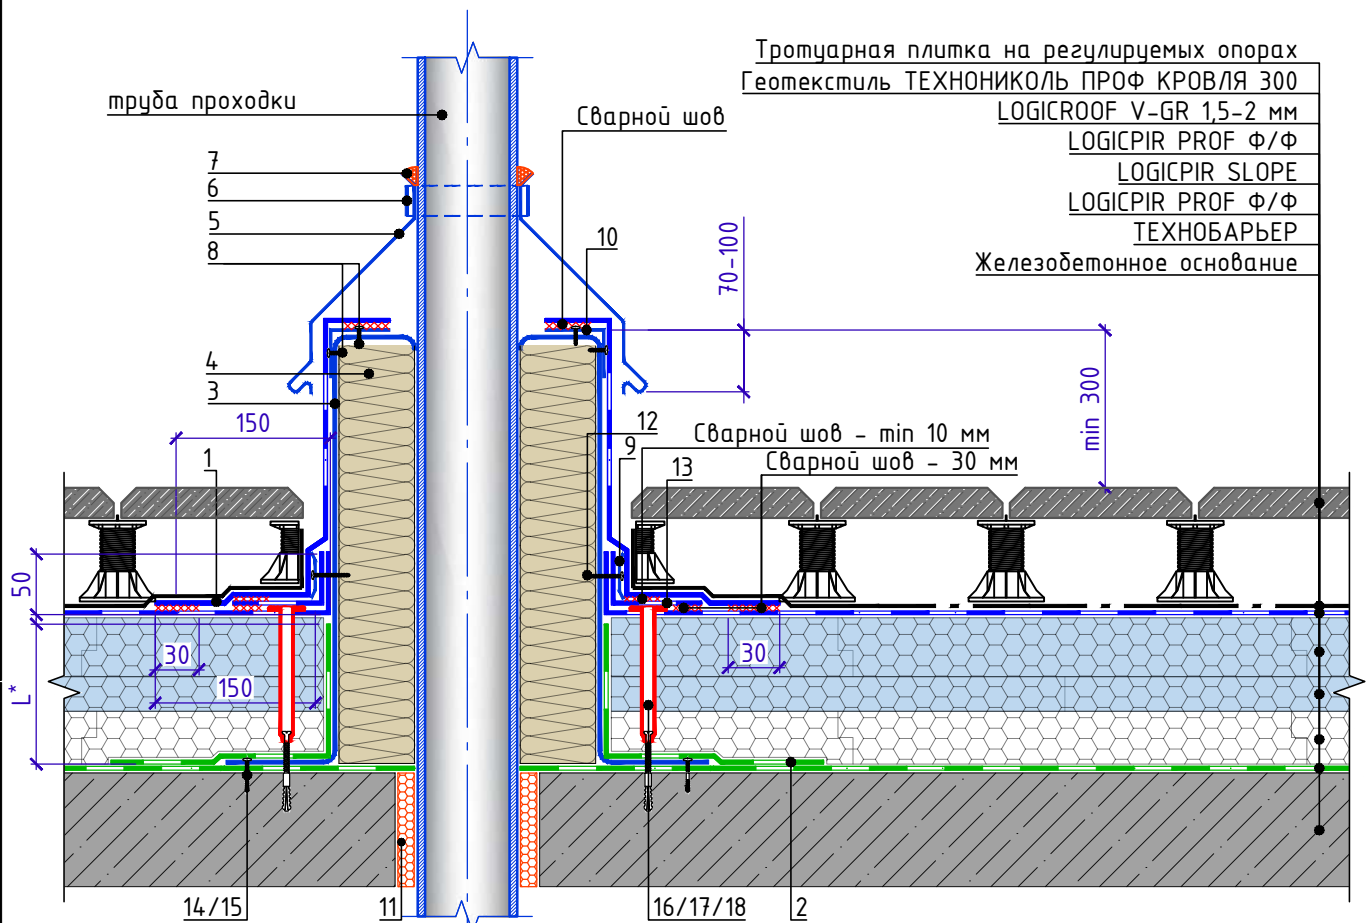 Тротуарная плитка на регулируемых опорах
Геотекстиль ТЕХНОНИКОЛЬ ПРОФ КРОВЛЯ 300
LOGICROOF V-GR 1,5-2 мм
LOGICPIR PROF Ф/Ф
LOGICPIR SLOPE
LOGICPIR PROF Ф/Ф
ТЕХНОБАРЬЕР
Железобетонное основание
труба проходки
Сварной шов
7
6
5
8
10
70-100
4
3
150
1
12
9
Сварной шов - min 10 мм
13
Сварной шов - 30 мм
min 300
50
30
150
30
L*
14/15
11
16/17/18
2